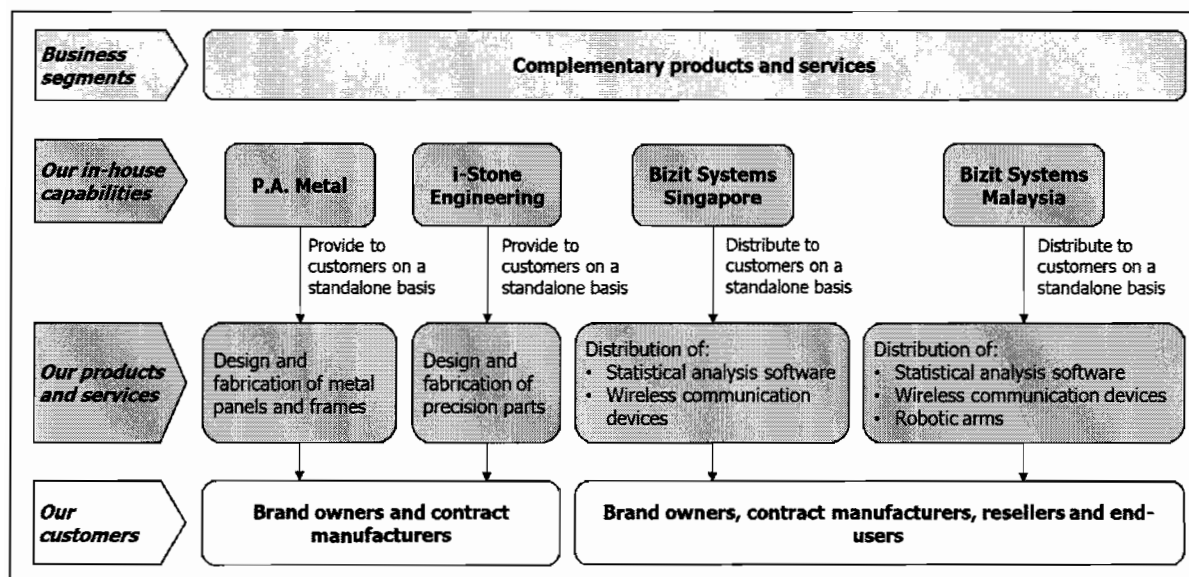 Business
segments
Complementary products and services
Our in-house
capabilities
P.A. Metal
i-Stone
Engineering
Bizit Systems
Singapore
Bizit Systems
Malaysia
Provide to
customers on a
standalone basis
Provide to
customers on a
standalone basis
Distribute to
customers on a
standalone basis
Distribute to
customers on a
standalone basis
Our products
and services
Design and
fabrication of metal
panels and frames
Design and
fabrication of
precision parts
Distribution of:
• Statistical analysis software
• Wireless communication
devices
Distribution of:
• Statistical analysis software
• Wireless communication devices
• Robotic arms
Our
customers
Brand owners and contract
manufacturers
Brand owners, contract manufacturers, resellers and end-
users